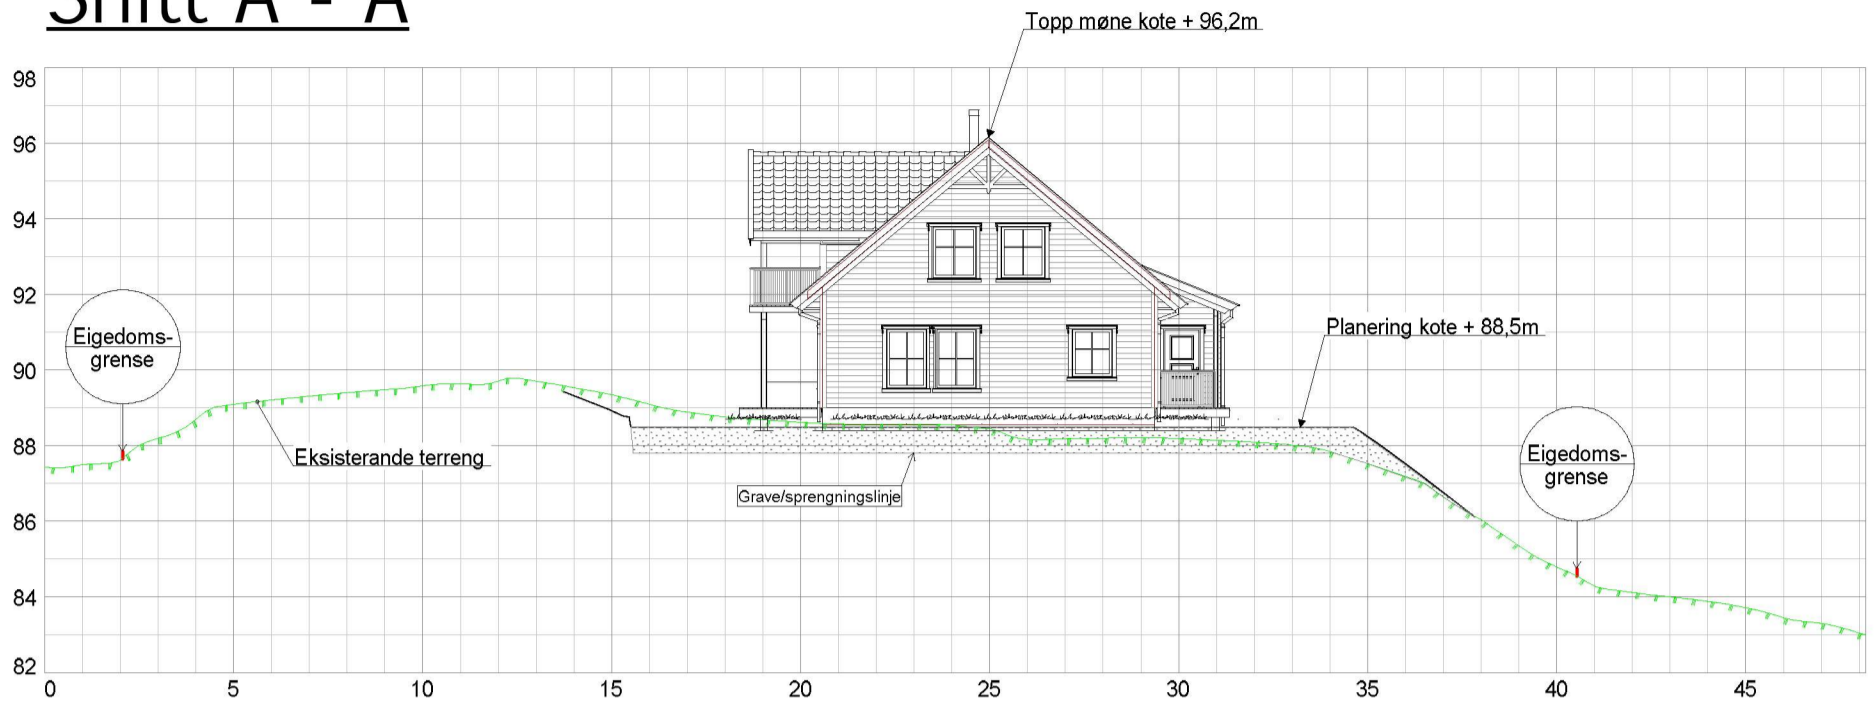 Snitt A - A
Topp møne kote + 96,2m
98
96
94
92
90
88
86
84
82
Eigedoms-
grense
Eksisterande terreng
Grave/sprengningslinje
Planering kote + 88,5m
Eigedoms-
grense
0 5 10 15 20 25 30 35 40 45